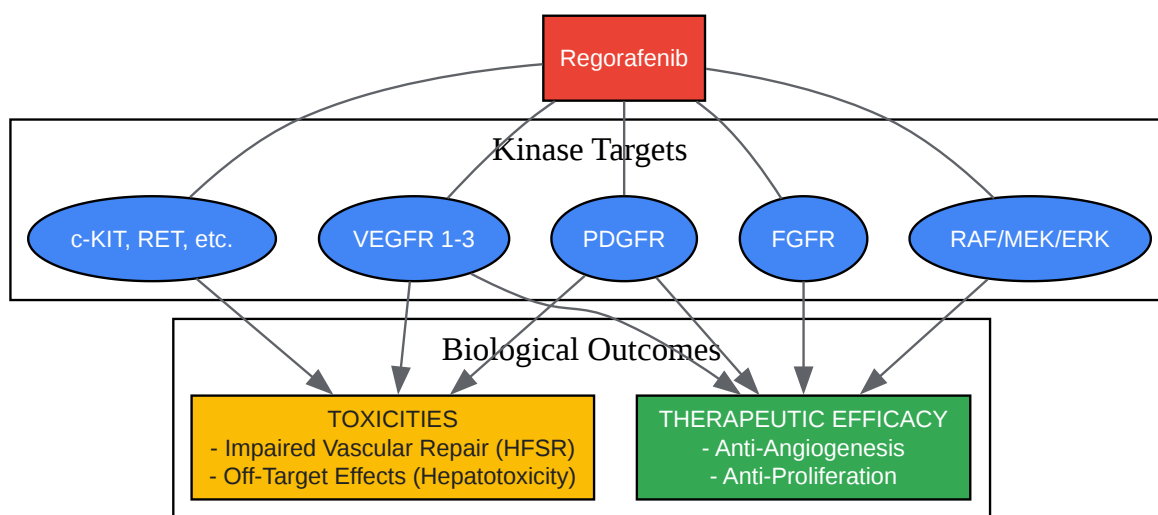 Regorafenib
Kinase Targets
c-KIT, RET, etc.
VEGFR 1-3
PDGFR
FGFR
RAF/MEK/ERK
Biological Outcomes
TOXICITIES
- Impaired Vascular Repair (HFSR)
- Off-Target Effects (Hepatotoxicity)
THERAPEUTIC EFFICACY
- Anti-Angiogenesis
- Anti-Proliferation